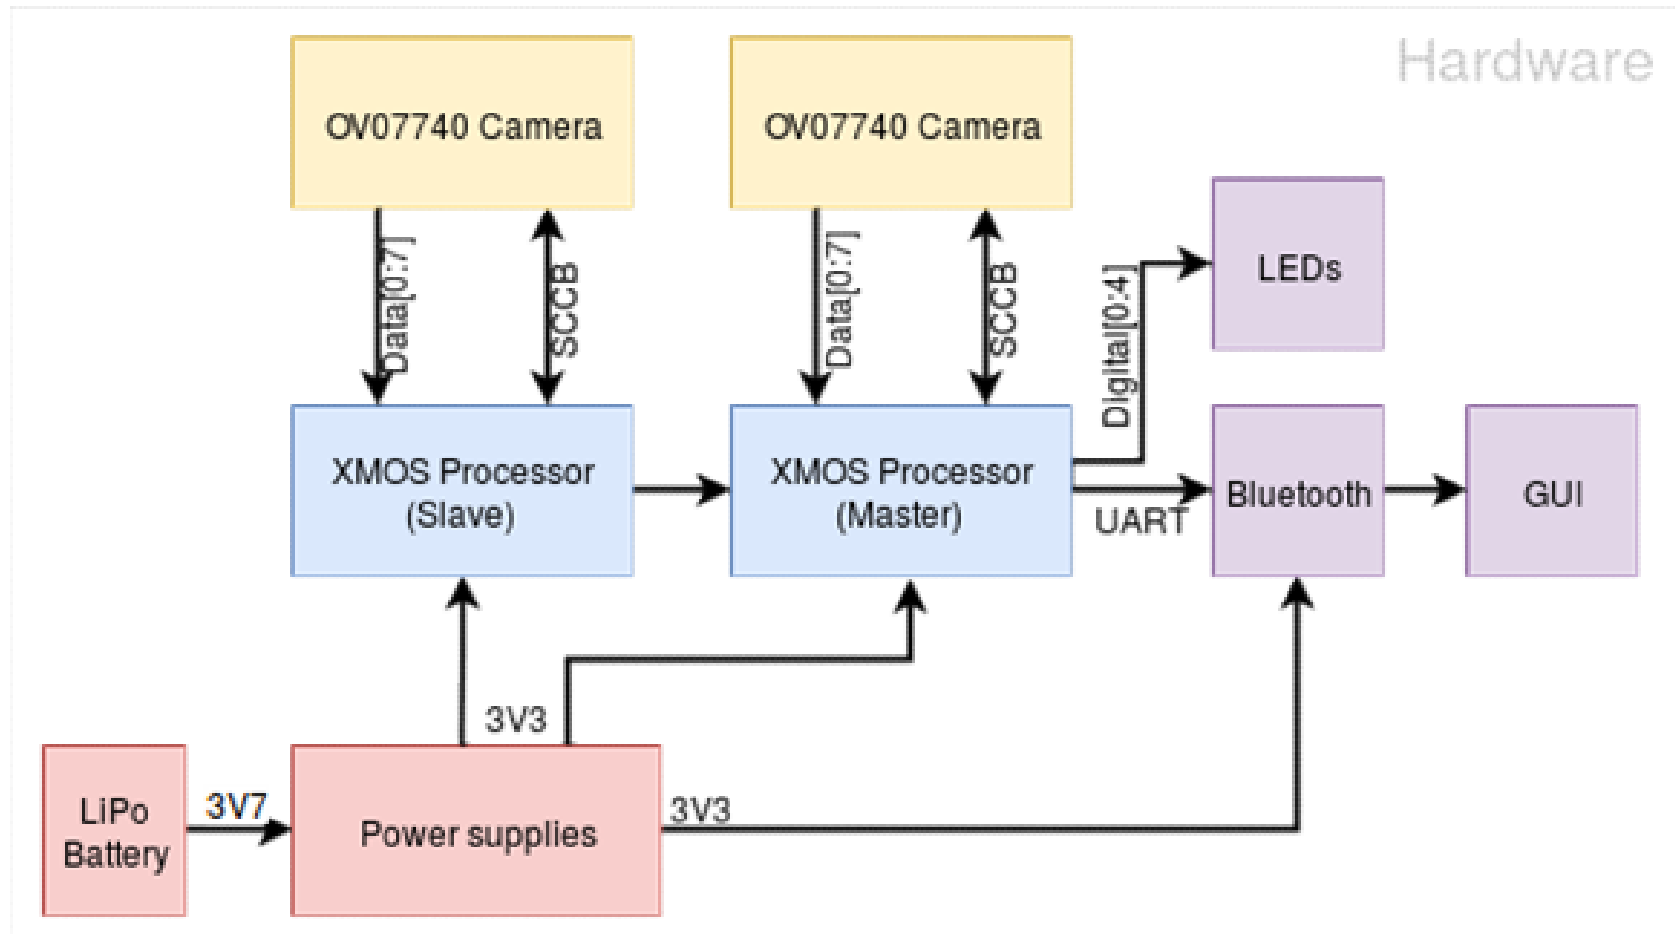 Hardware
OV07740 Camera
OV07740 Camera
Data[0:7]
SCCB
Data[0:7]
SCCB
Digital[0:4]
LEDs
XMOS Processor
(Slave)
XMOS Processor
(Master)
UART
Bluetooth
GUI
3V3
LiPo
Battery
3V7
Power supplies
3V3